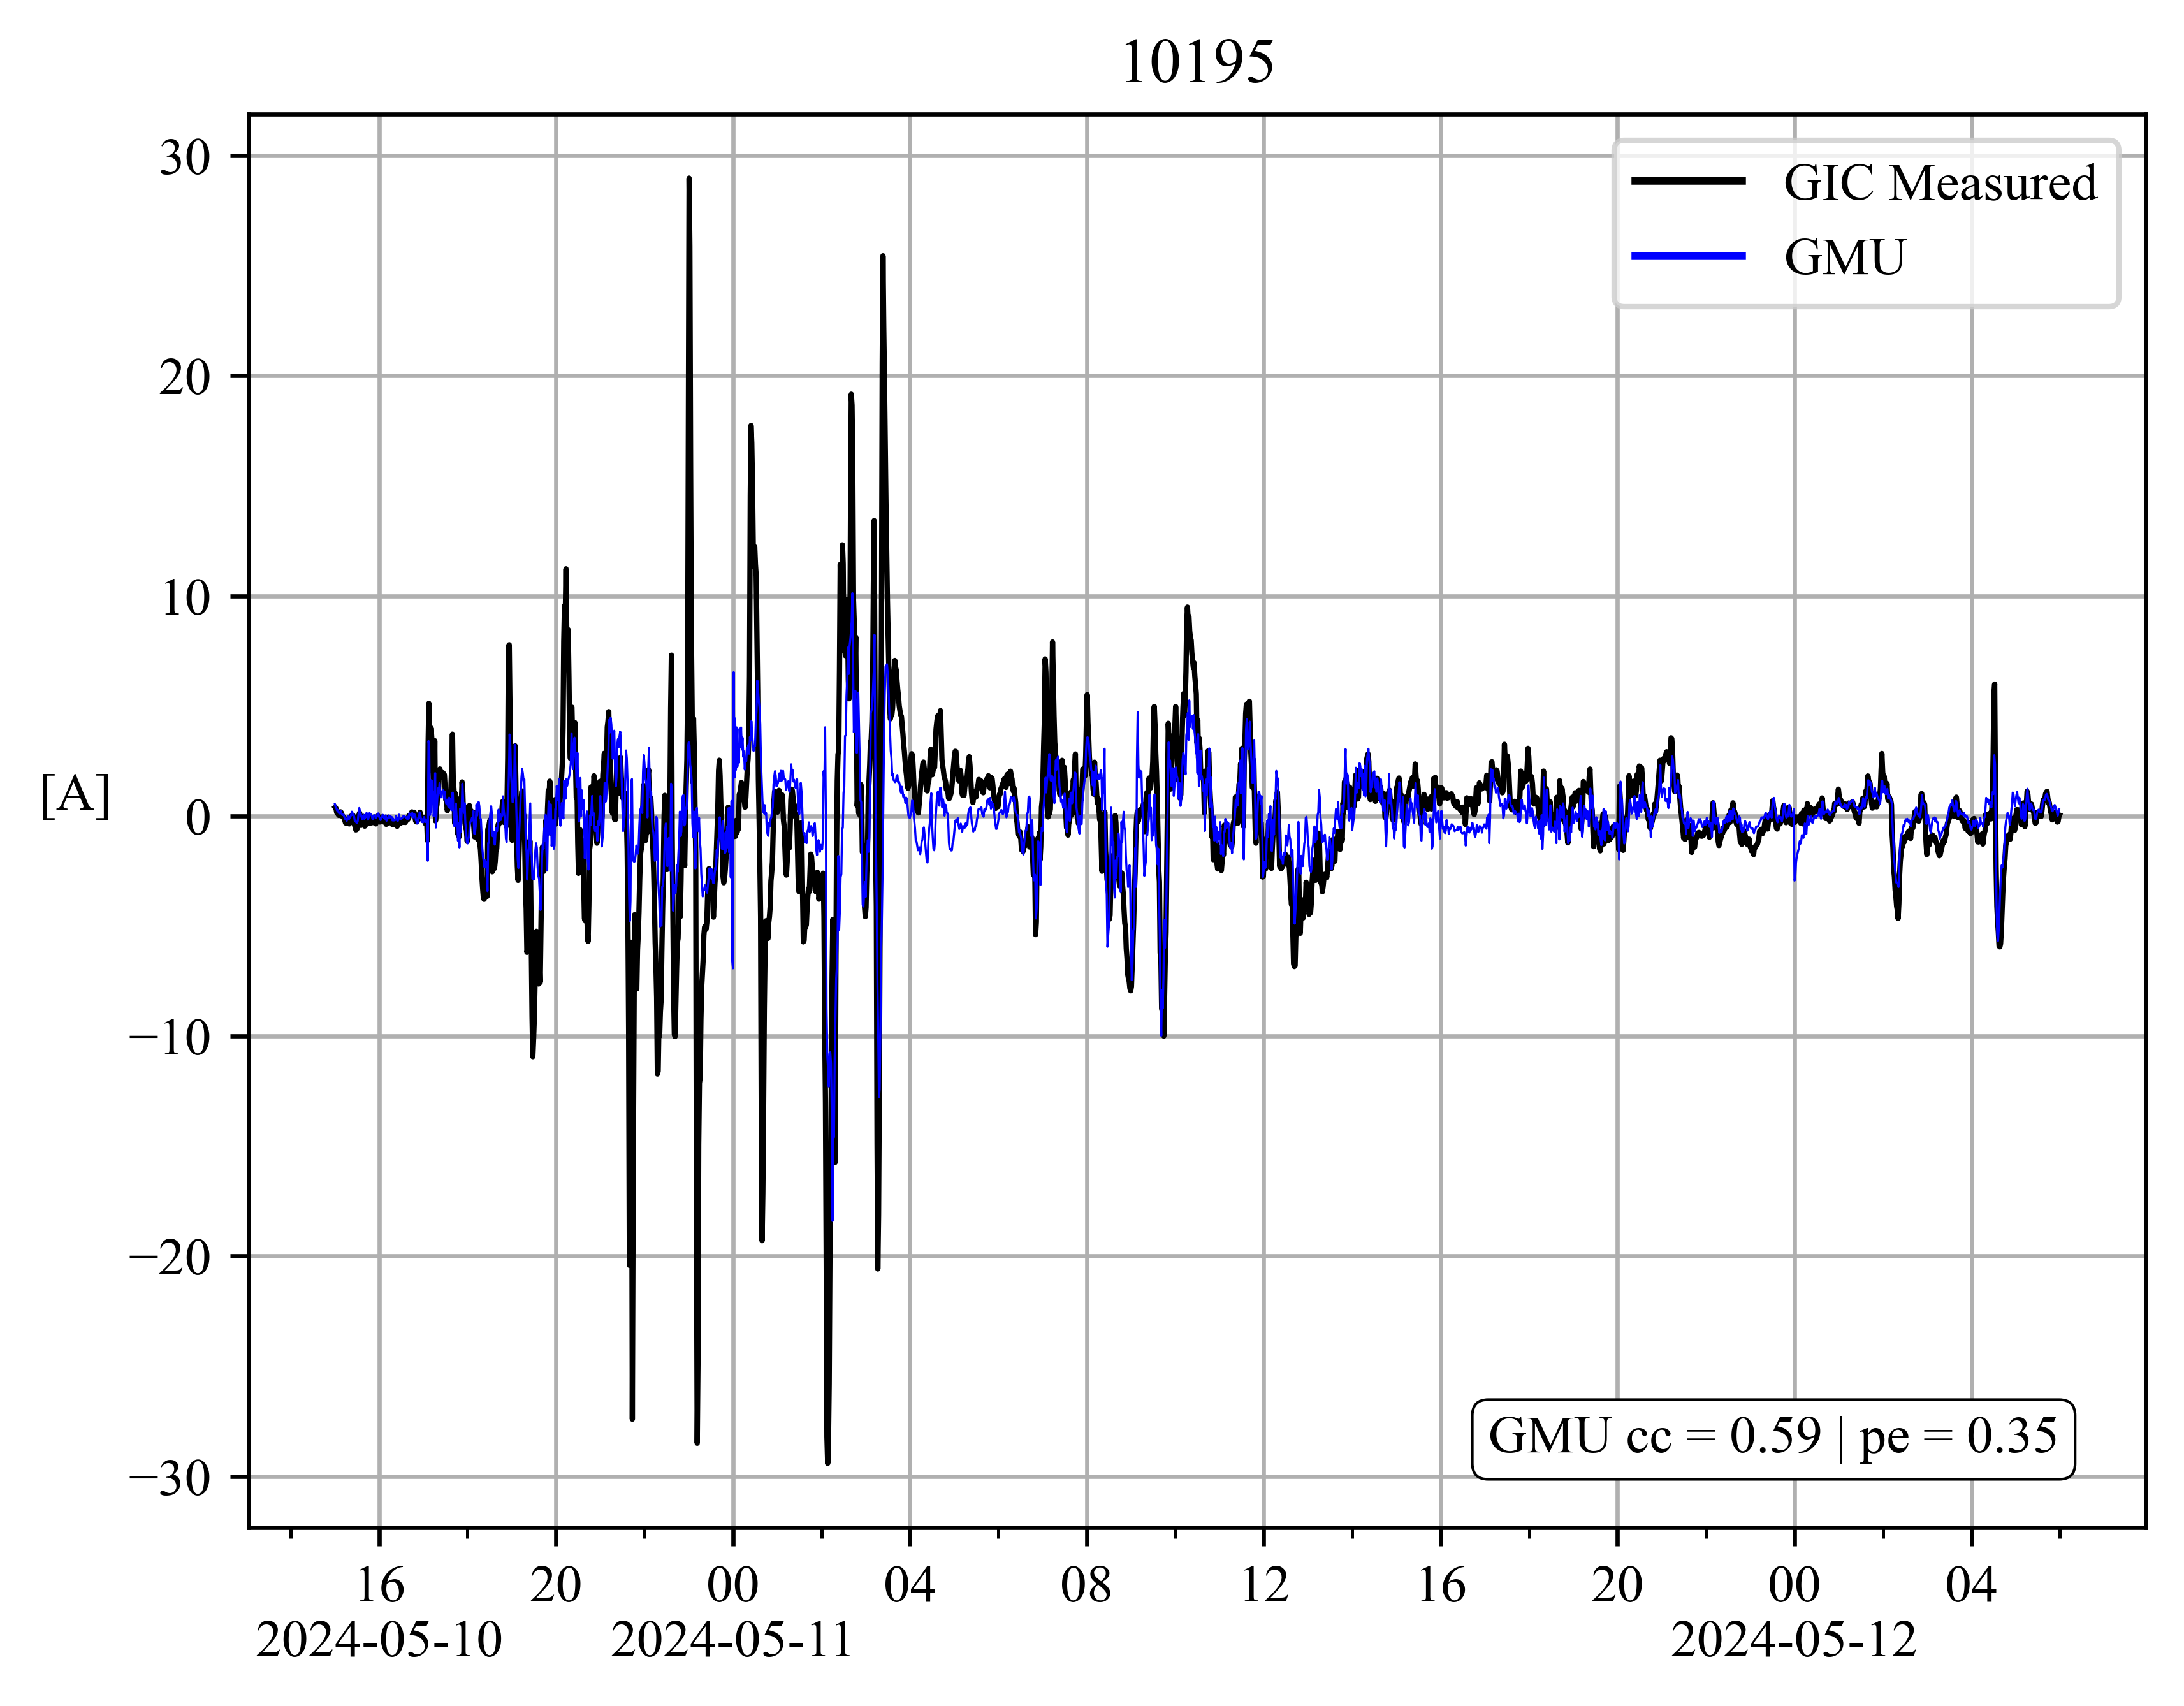 10195
30
20
10
0
−10
−20
−30
[A]
GIC Measured
GMU
GMU cc = 0.59 | pe = 0.35
16 20 00 04 08 12 16 20 00 04
2024-05-10 2024-05-11 2024-05-12